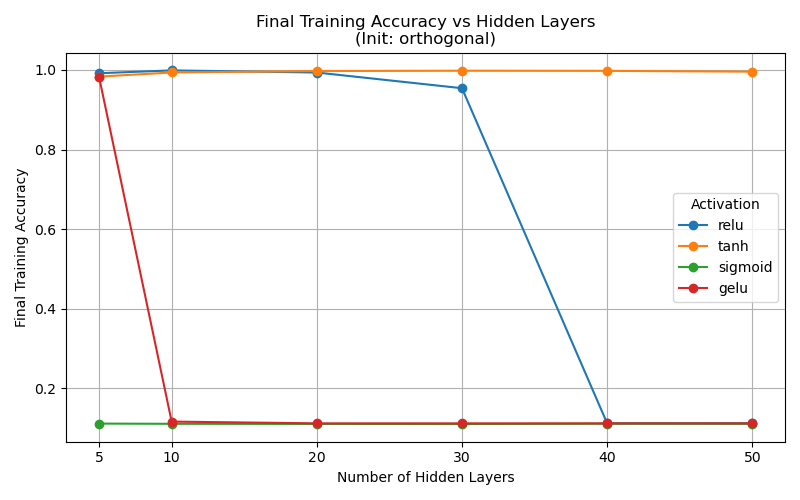 Final Training Accuracy vs Hidden Layers
(Init: orthogonal)
Final Training Accuracy
1.0
0.8
0.6
0.4
0.2
Activation
relu
tanh
sigmoid
gelu
5
10
20
30
40
50
Number of Hidden Layers